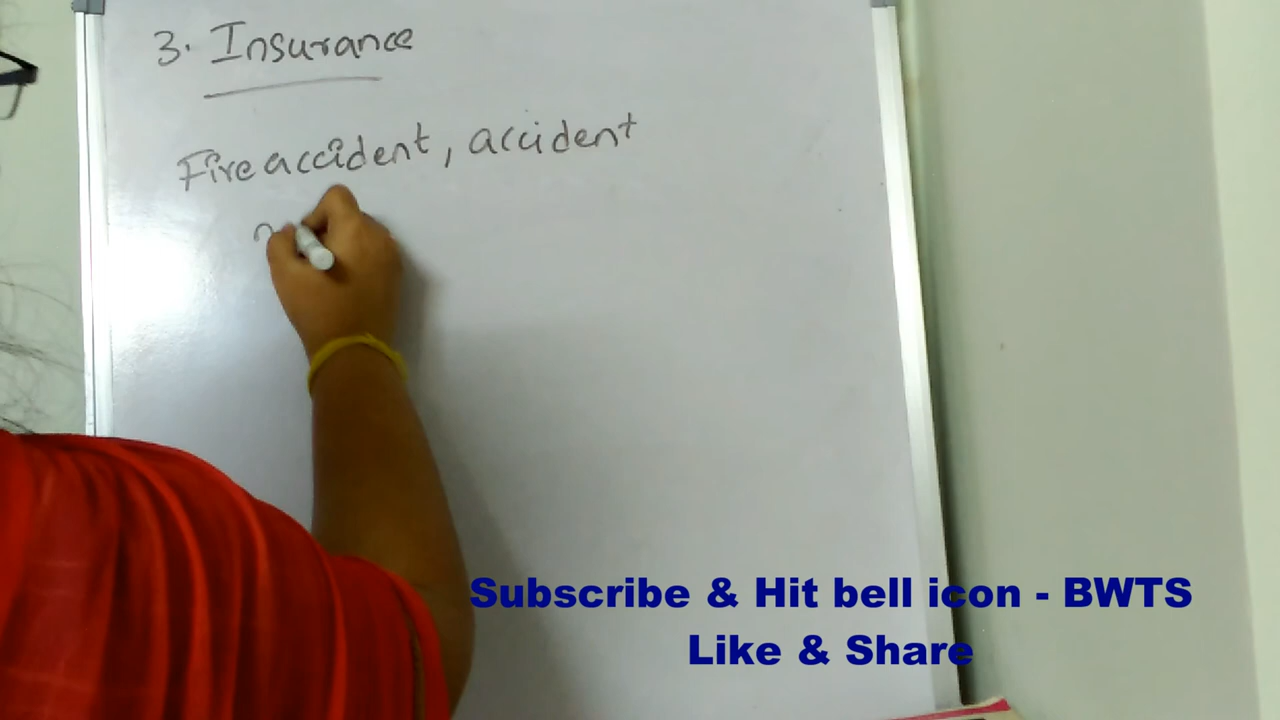 3. Insurance
Fire accident, accident
Subscribe & Hit bell icon - BWTS
Like & Share